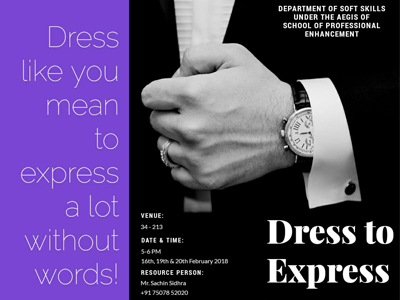 Dress
like you
mean
to
express
a lot
without
words!
DEPARTMENT OF SOFT SKILLS
UNDER THE AEGIS OF
SCHOOL OF PROFESSIONAL
ENHANCEMENT
VENUE:
34 - 213
DATE & TIME:
5-6 PM
16th, 19th & 20th February 2018
RESOURCE PERSON:
Mr. Sachin Sidhra
+91 75078 52020
Dress to
Express